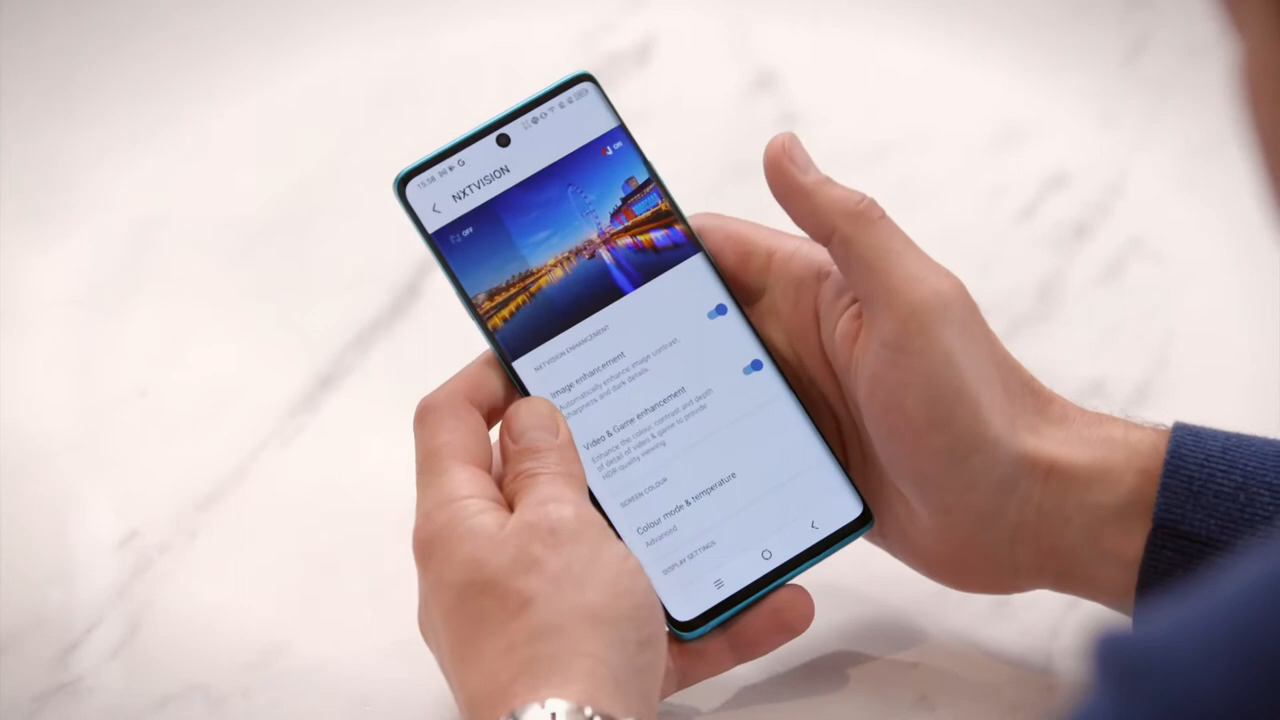 15:58
NXTVISION
OFF
ON
NXTVISION ENHANCEMENT
Image enhancement
Automatically enhance image contrast,
sharpness and dark details.
Video & Game enhancement
Enhance the colour, contrast and depth
of detail of video & game to provide
HDR-quality viewing.
SCREEN COLOUR
Colour mode & temperature
Advanced
DISPLAY SETTINGS